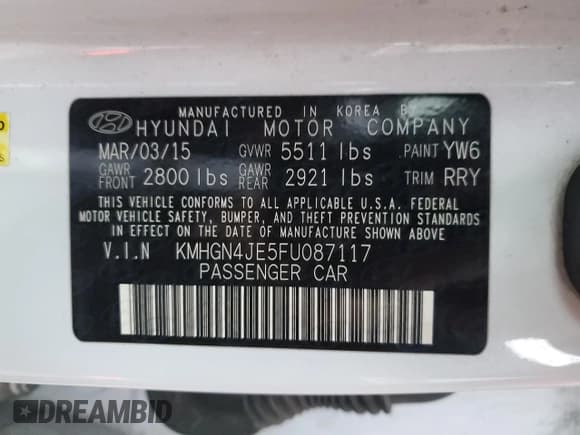 MANUFACTURED IN KOREA BY
HYUNDAI MOTOR COMPANY
MAR/03/15 GVWR 5511 lbs PAINT YW6
GAWR FRONT 2800 lbs GAWR REAR 2921 lbs TRIM RRY
THIS VEHICLE CONFORMS TO ALL APPLICABLE U.S.A. FEDERAL
MOTOR VEHICLE SAFETY, BUMPER, AND THEFT PREVENTION STANDARDS
IN EFFECT ON THE DATE OF MANUFACTURE SHOWN ABOVE
V.I.N KMHGN4JE5FU087117
PASSENGER CAR
DREAMBID